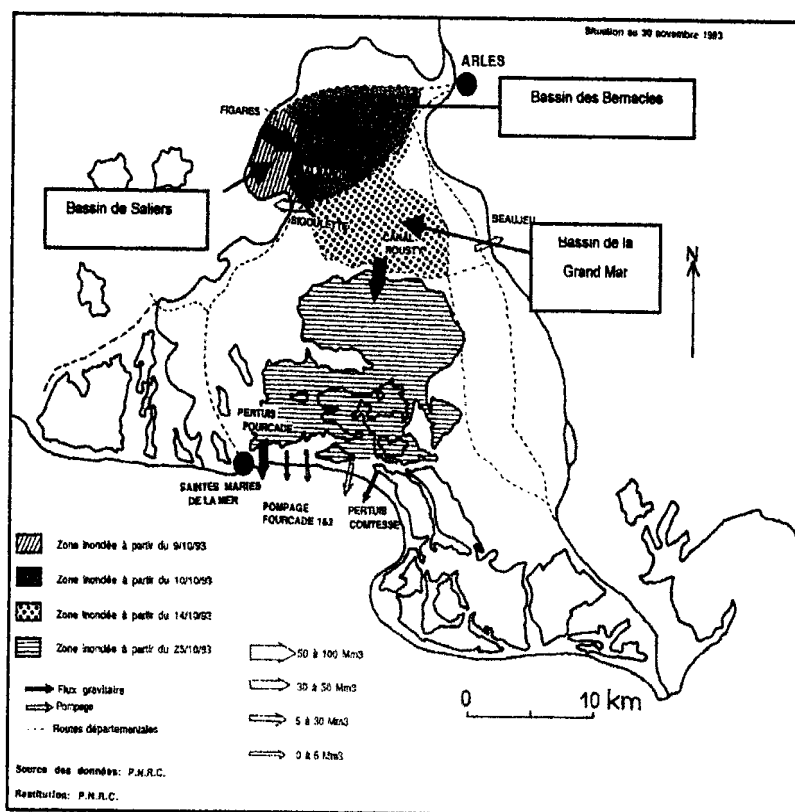 Situation au 30 novembre 1993
ARLES
Bassin des Bernacles
FIGARES
Bassin de Saliers
GIGOULETTE
CANAL
ROUSTY
BEAUJEU
Bassin de la
Grand Mar
N
PERTUIS
FOURCADE
SAINTES MARIES
DE LA MER
POMPAGE
FOURCADE 1&2
PERTUIS
COMTESSE
Zone inondée à partir du 9/10/93
Zone inondée à partir du 10/10/93
Zone inondée à partir du 14/10/93
Zone inondée à partir du 25/10/93
50 à 100 Mm3
30 à 50 Mm3
5 à 30 Mm3
0 à 5 Mm3
Flux gravitaire
Pompage
Routes départementales
0 10 km
Source des données: P.N.R.C.
Restitution: P.N.R.C.